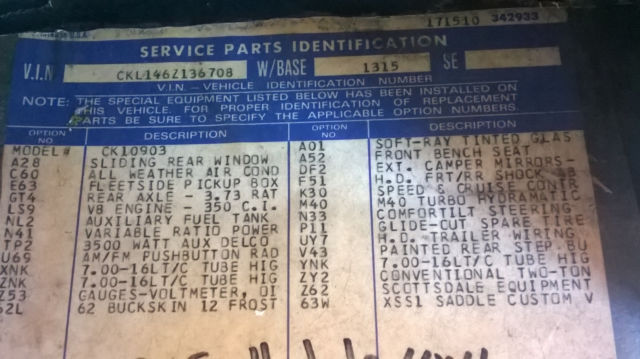 171510 342933
SERVICE PARTS IDENTIFICATION
V.I.N CKL146Z136708 W/BASE 1315 SE
V.I.N. - VEHICLE IDENTIFICATION NUMBER
NOTE: THE SPECIAL EQUIPMENT LISTED BELOW HAS BEEN INSTALLED ON
THIS VEHICLE. FOR PROPER IDENTIFICATION OF REPLACEMENT
PARTS BE SURE TO SPECIFY THE APPLICABLE OPTION NUMBERS.
OPTION NO. DESCRIPTION OPTION NO. DESCRIPTION
MODEL# CK10903 A01 SOFT-RAY TINTED GLAS
A28 SLIDING REAR WINDOW A52 FRONT BENCH SEAT
C60 ALL WEATHER AIR COND DF2 EXT. CAMPER MIRRORS-
E63 FLEETSIDE PICKUP BOX F51 H.D. FRT/RR SHOCK AB
GT4 REAR AXLE - 3.73 RAT K30 SPEED & CRUISE CONTR
LS9 V8 ENGINE - 350 C.I. M40 M40 TURBO HYDRAMATIC
NL2 AUXILIARY FUEL TANK N33 COMFORTILT STEERING
N41 VARIABLE RATIO POWER P11 GLIDE-CUT SPARE TIRE
TP2 3500 WATT AUX DELCO UY7 H.D. TRAILER WIRING
U69 AM/FM PUSHBUTTON RAD V43 PAINTED REAR STEP BU
XNK 7.00-16LT/C TUBE HIG YNK 7.00-16LT/C TUBE HIG
ZNK 7.00-16LT/C TUBE HIG ZY2 CONVENTIONAL TWO-TON
Z53 GAUGES-VOLTMETER, OI Z62 SCOTTSDALE EQUIPMENT
62L 62 BUCKSKIN 12 FROST 63W XSS1 SADDLE CUSTOM V